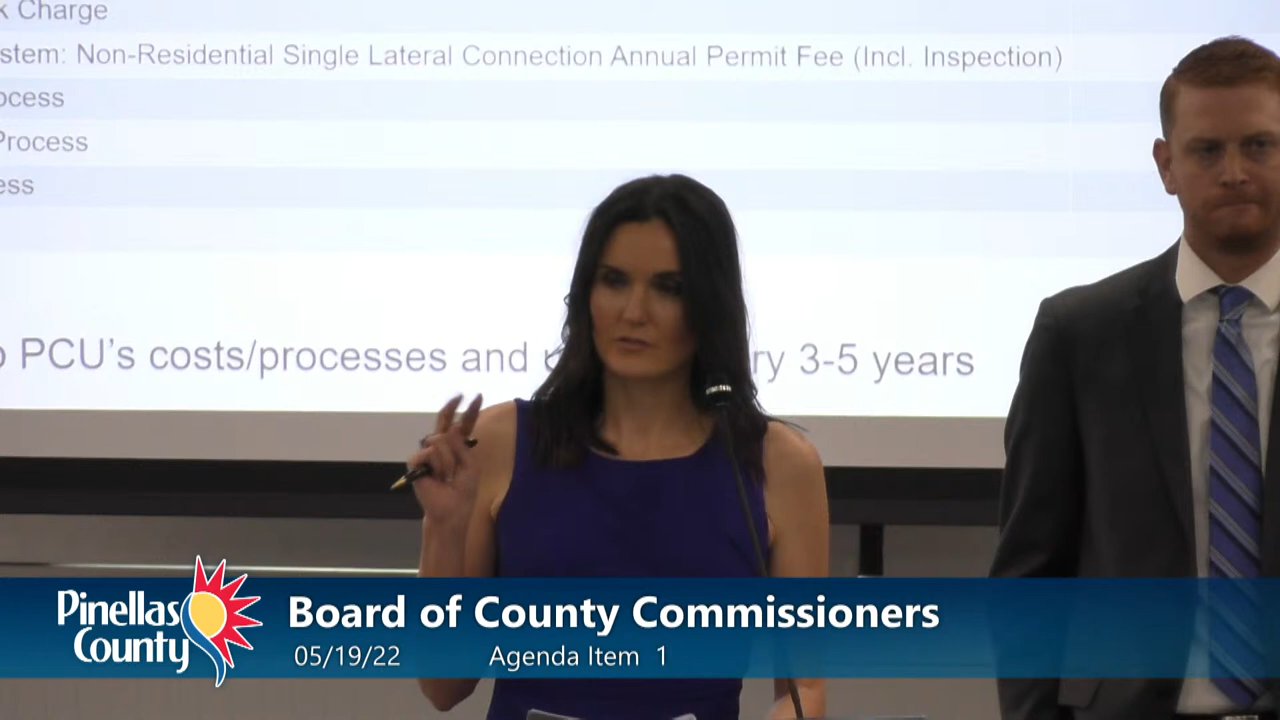 k Charge
stem: Non-Residential Single Lateral Connection Annual Permit Fee (Incl. Inspection)
ocess
Process
ess
PCU's costs/processes and ry 3-5 years
Pinellas
County
Board of County Commissioners
05/19/22 Agenda Item 1